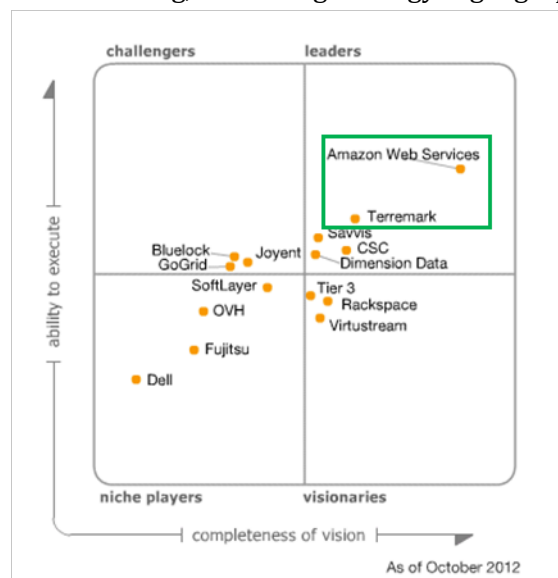 challengers
leaders
Amazon Web Services
Terremark
Savvis
CSC
Dimension Data
Bluelock
Joyent
GoGrid
SoftLayer
Tier 3
Rackspace
OVH
Virtustream
Fujitsu
Dell
niche players
visionaries
ability to execute
completeness of vision
As of October 2012